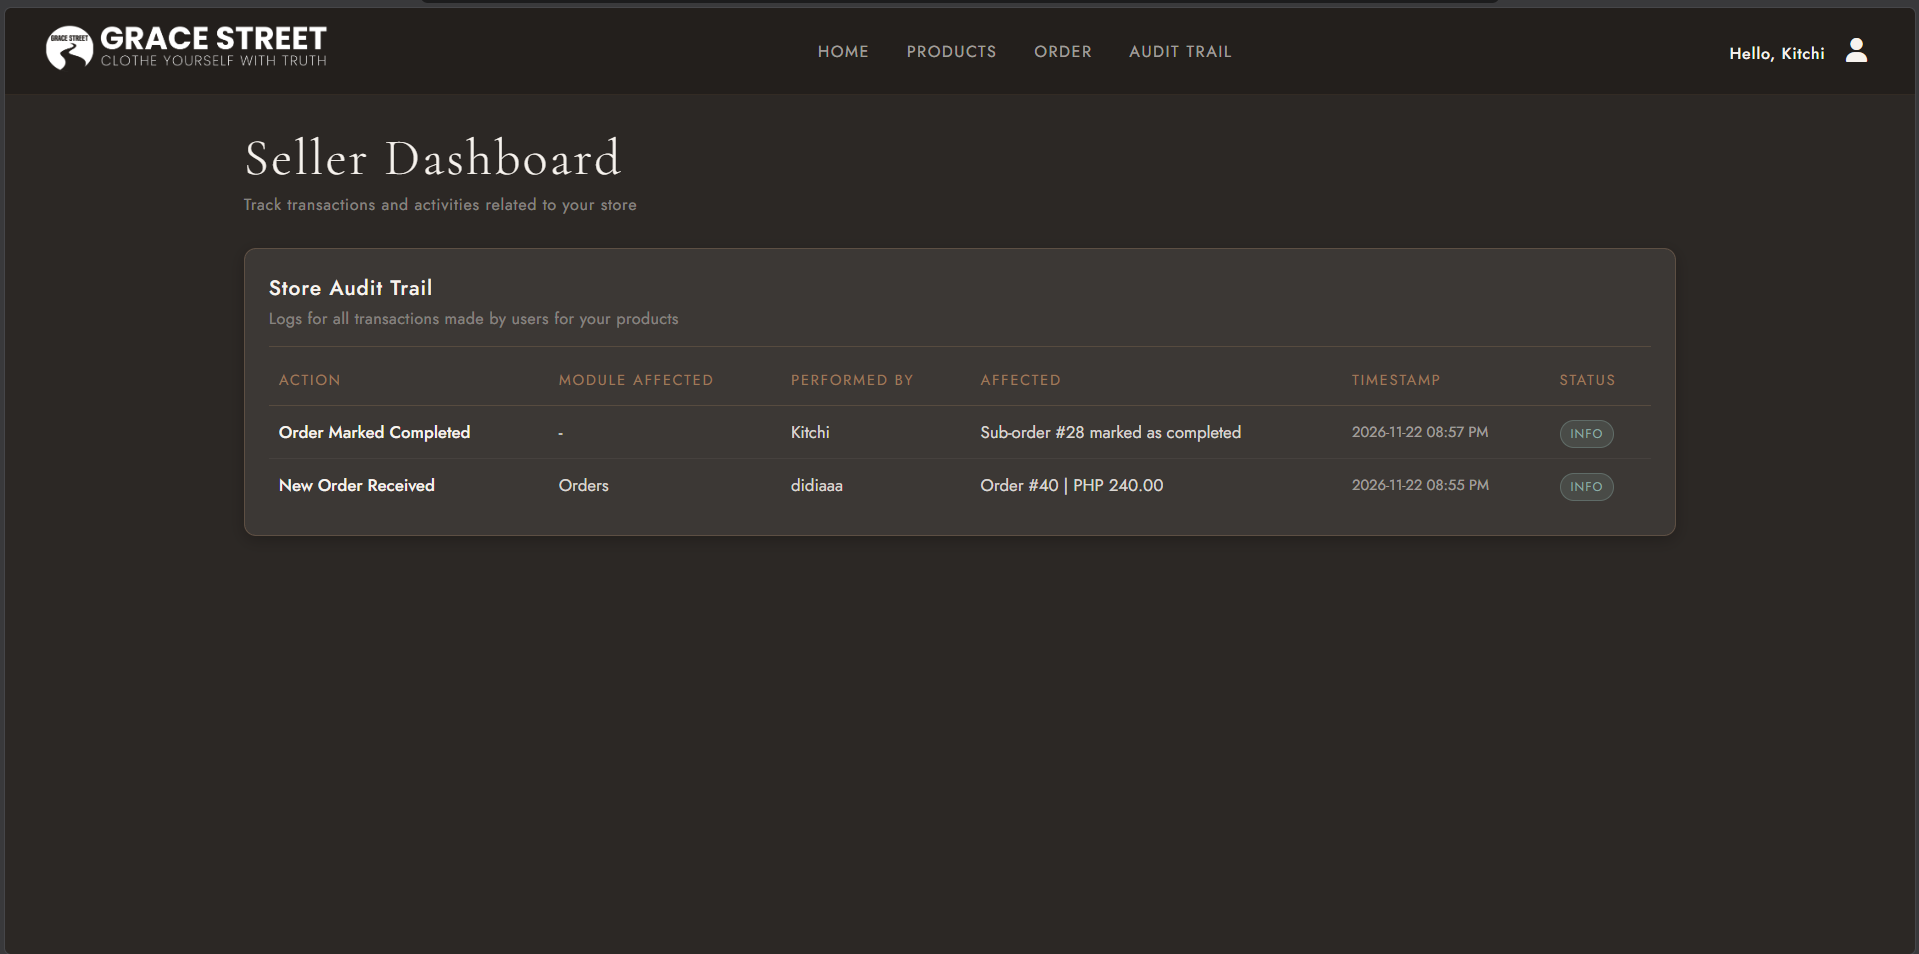 GRACE STREET
GRACE STREET
CLOTHE YOURSELF WITH TRUTH
HOME PRODUCTS ORDER AUDIT TRAIL
Hello, Kitchi
Seller Dashboard
Track transactions and activities related to your store
Store Audit Trail
Logs for all transactions made by users for your products
ACTION MODULE AFFECTED PERFORMED BY AFFECTED TIMESTAMP STATUS
Order Marked Completed - Kitchi Sub-order #28 marked as completed 2026-11-22 08:57 PM INFO
New Order Received Orders didiaaa Order #40 | PHP 240.00 2026-11-22 08:55 PM INFO